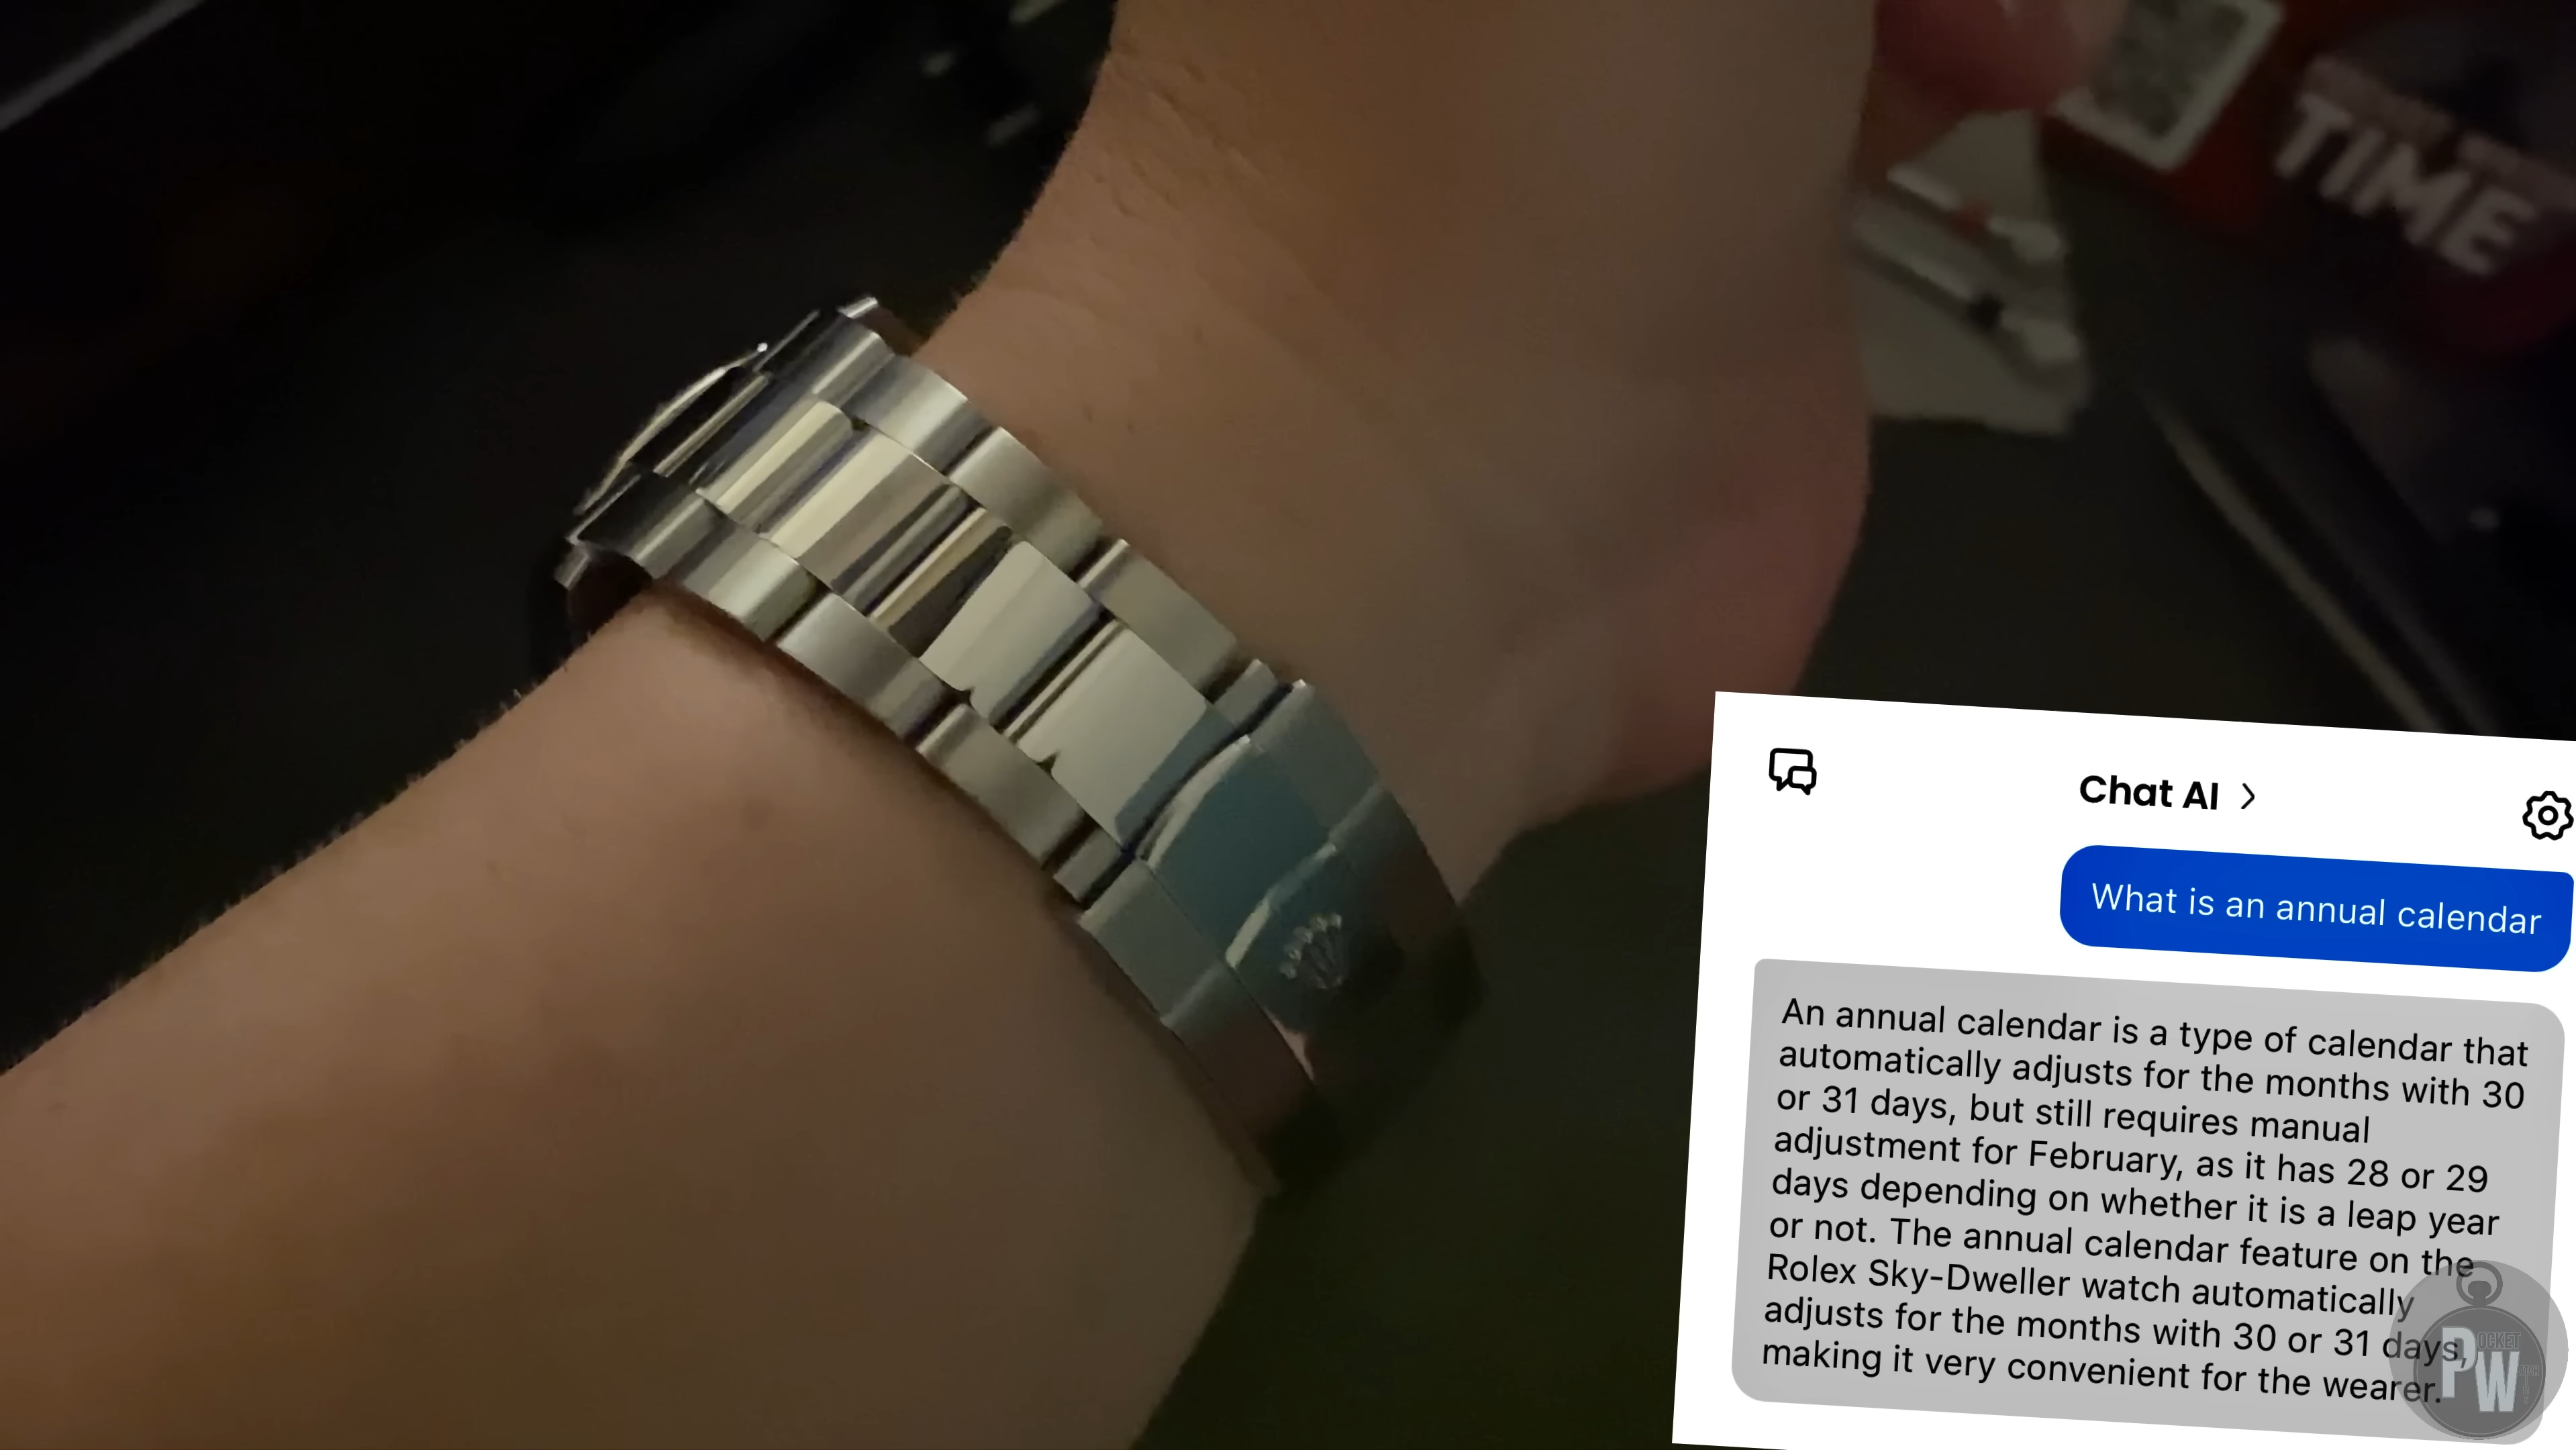 TIME
Chat AI >
What is an annual calendar
An annual calendar is a type of calendar that
automatically adjusts for the months with 30
or 31 days, but still requires manual
adjustment for February, as it has 28 or 29
days depending on whether it is a leap year
or not. The annual calendar feature on the
Rolex Sky-Dweller watch automatically
adjusts for the months with 30 or 31 days,
making it very convenient for the wearer.
POCKET
PW